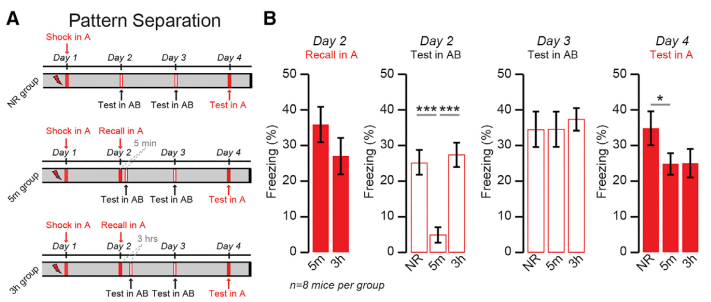 A
Pattern Separation
Shock in A
Day 1 Day 2 Day 3 Day 4
NR group
Test in AB Test in AB Test in A
Shock in A Recall in A
5 min
Day 1 Day 2 Day 3 Day 4
5m group
Test in AB Test in AB Test in A
Shock in A Recall in A
3 hrs
Day 1 Day 2 Day 3 Day 4
3h group
Test in AB Test in AB Test in A
B
Day 2
Recall in A
Freezing (%)
50
40
30
20
10
0
5m 3h
Day 2
Test in AB
Freezing (%)
50
40
30
20
10
0
*** ***
NR 5m 3h
Day 3
Test in AB
Freezing (%)
50
40
30
20
10
0
NR 5m 3h
Day 4
Test in A
Freezing (%)
50
40
30
20
10
0
*
NR 5m 3h
n=8 mice per group